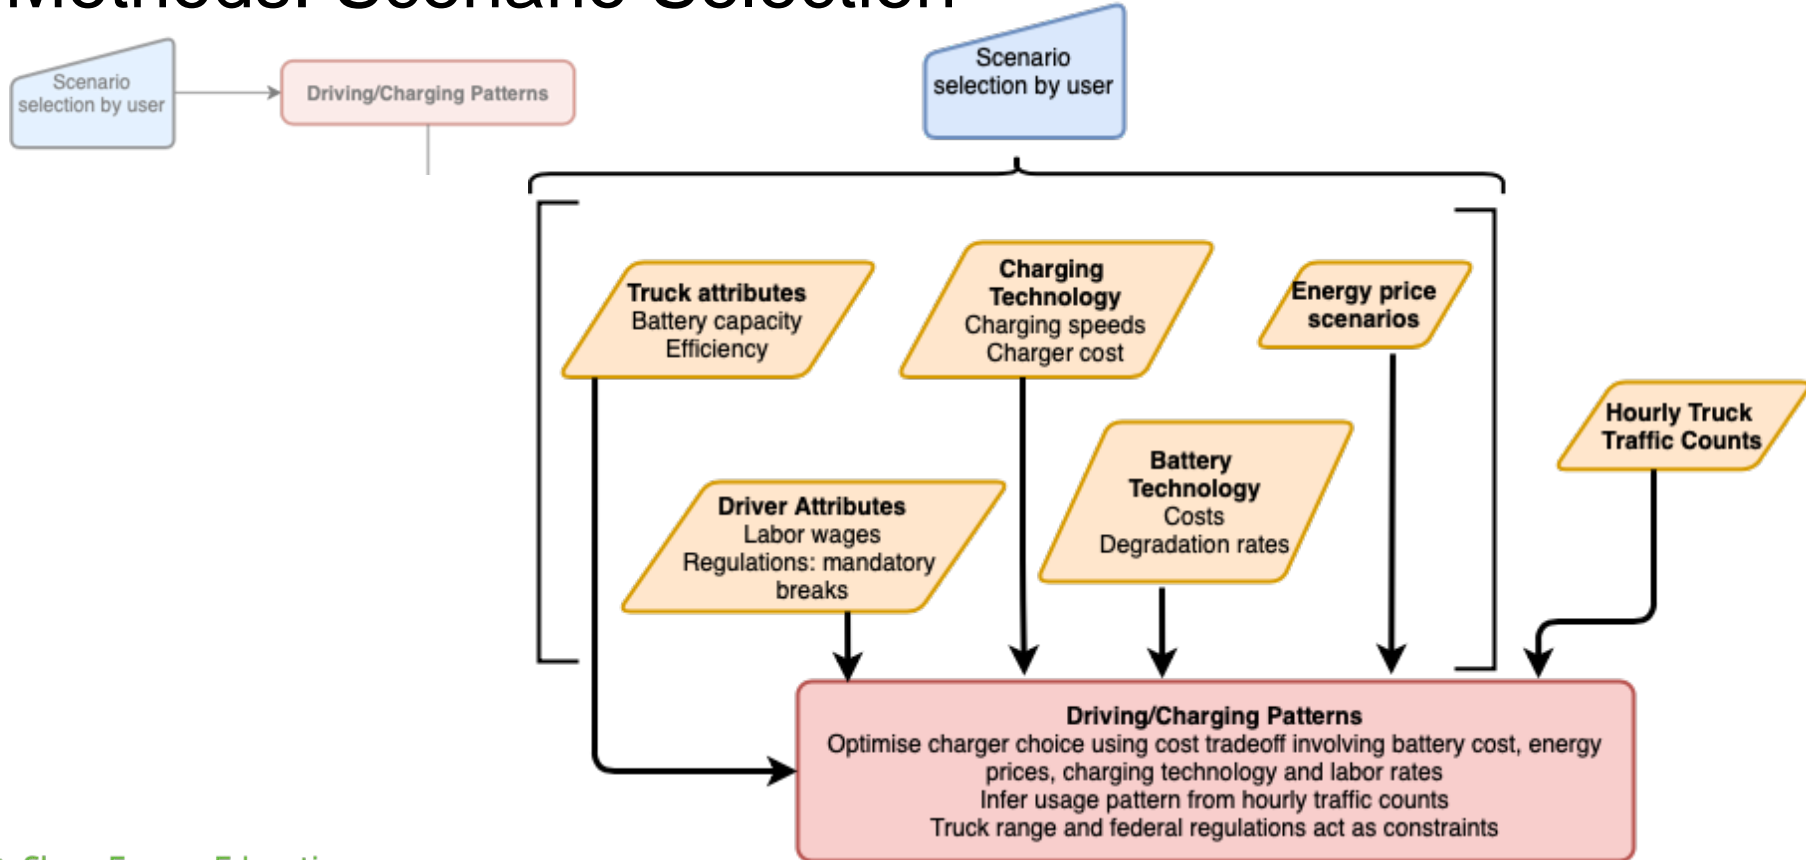 Methods: Scenario Selection
Scenario
selection by user
Driving/Charging Patterns
Scenario
selection by user
Truck attributes
Battery capacity
Efficiency
Charging
Technology
Charging speeds
Charger cost
Energy price
scenarios
Hourly Truck
Traffic Counts
Driver Attributes
Labor wages
Regulations: mandatory
breaks
Battery
Technology
Costs
Degradation rates
Driving/Charging Patterns
Optimise charger choice using cost tradeoff involving battery cost, energy
prices, charging technology and labor rates
Infer usage pattern from hourly traffic counts
Truck range and federal regulations act as constraints